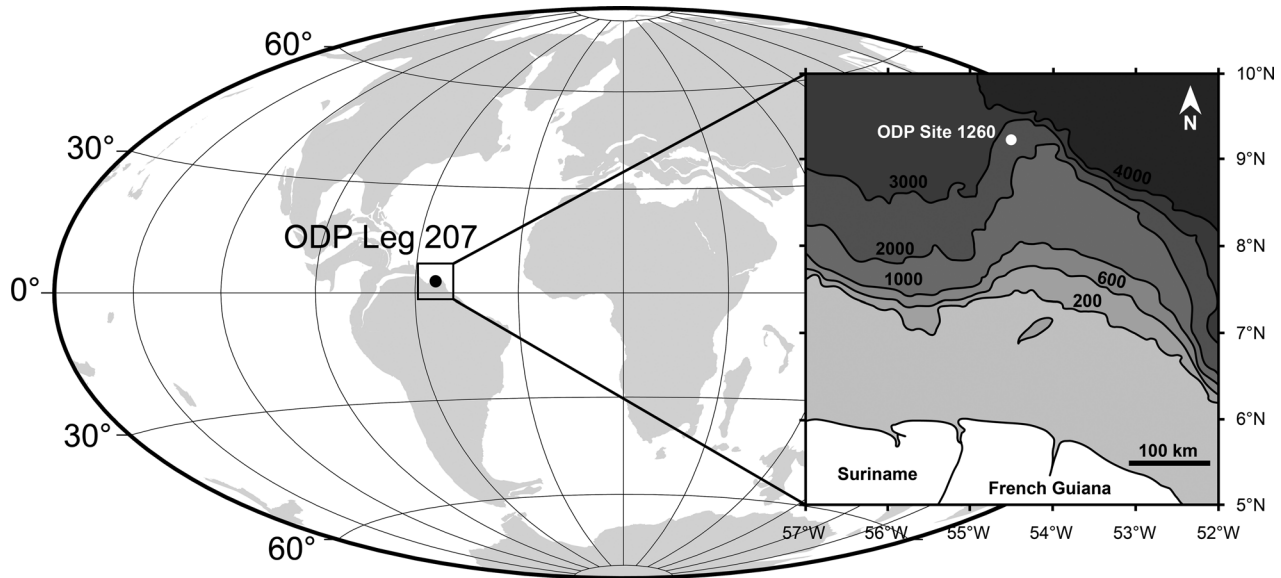 60°
30°
0°
30°
60°
ODP Leg 207
10°N
9°N
8°N
7°N
6°N
5°N
57°W
56°W
55°W
54°W
53°W
52°W
N
ODP Site 1260
4000
3000
2000
1000
600
200
100 km
Suriname
French Guiana